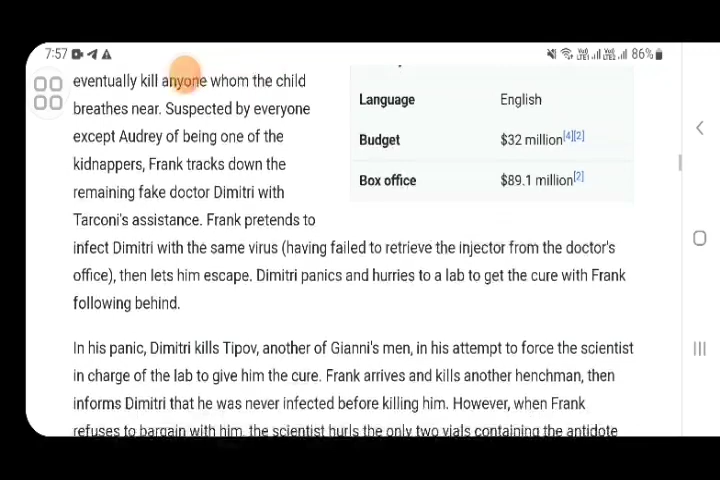 7:57
86%
eventually kill anyone whom the child
breathes near. Suspected by everyone
except Audrey of being one of the
kidnappers, Frank tracks down the
remaining fake doctor Dimitri with
Tarconi's assistance. Frank pretends to
infect Dimitri with the same virus (having failed to retrieve the injector from the doctor's
office), then lets him escape. Dimitri panics and hurries to a lab to get the cure with Frank
following behind.
Language English
Budget $32 million[4][2]
Box office $89.1 million[2]
In his panic, Dimitri kills Tipov, another of Gianni's men, in his attempt to force the scientist
in charge of the lab to give him the cure. Frank arrives and kills another henchman, then
informs Dimitri that he was never infected before killing him. However, when Frank
refuses to bargain with him, the scientist hurls the only two vials containing the antidote